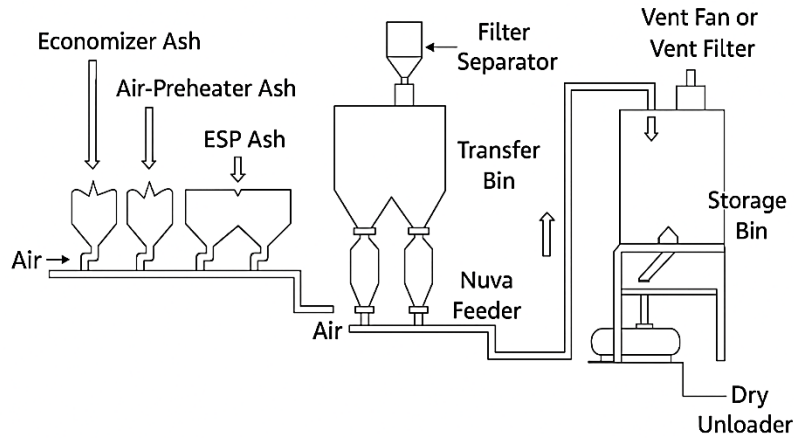 Economizer Ash
Air-Preheater Ash
ESP Ash
Air
Filter
Separator
Transfer
Bin
Nuva
Feeder
Air
Vent Fan or
Vent Filter
Storage
Bin
Dry
Unloader